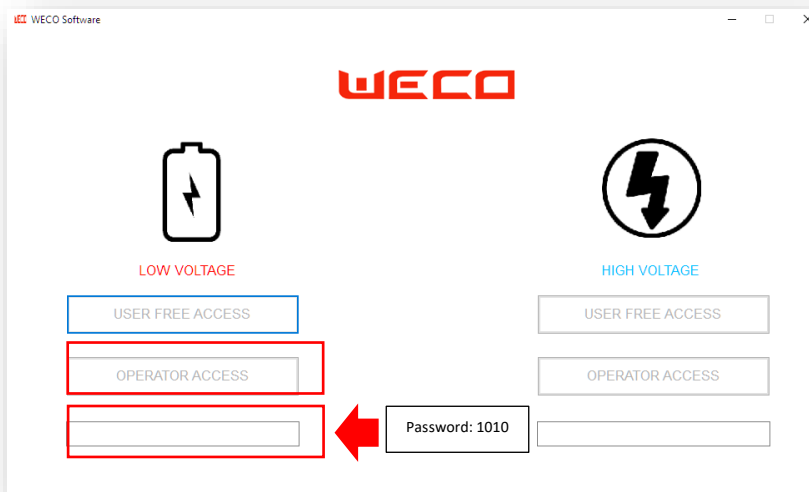 WECO Software
WECO
LOW VOLTAGE
HIGH VOLTAGE
USER FREE ACCESS
USER FREE ACCESS
OPERATOR ACCESS
OPERATOR ACCESS
Password: 1010